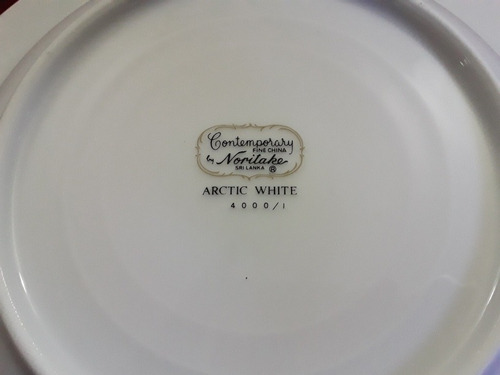 Contemporary
FINE CHINA
by Noritake
SRI LANKA ®
ARCTIC WHITE
4000/1